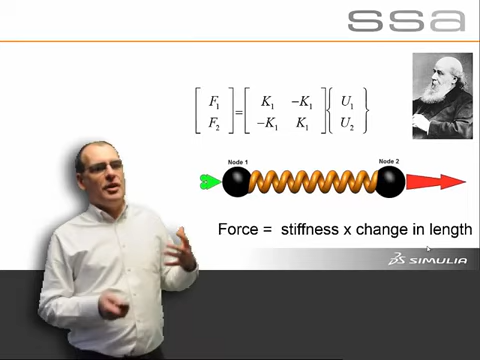 ssa
[ F₁ ] = [ K₁ −K₁ ] { U₁ }
[ F₂ ] [ −K₁ K₁ ] { U₂ }
Node 1 Node 2
Force = stiffness x change in length
DS SIMULIA